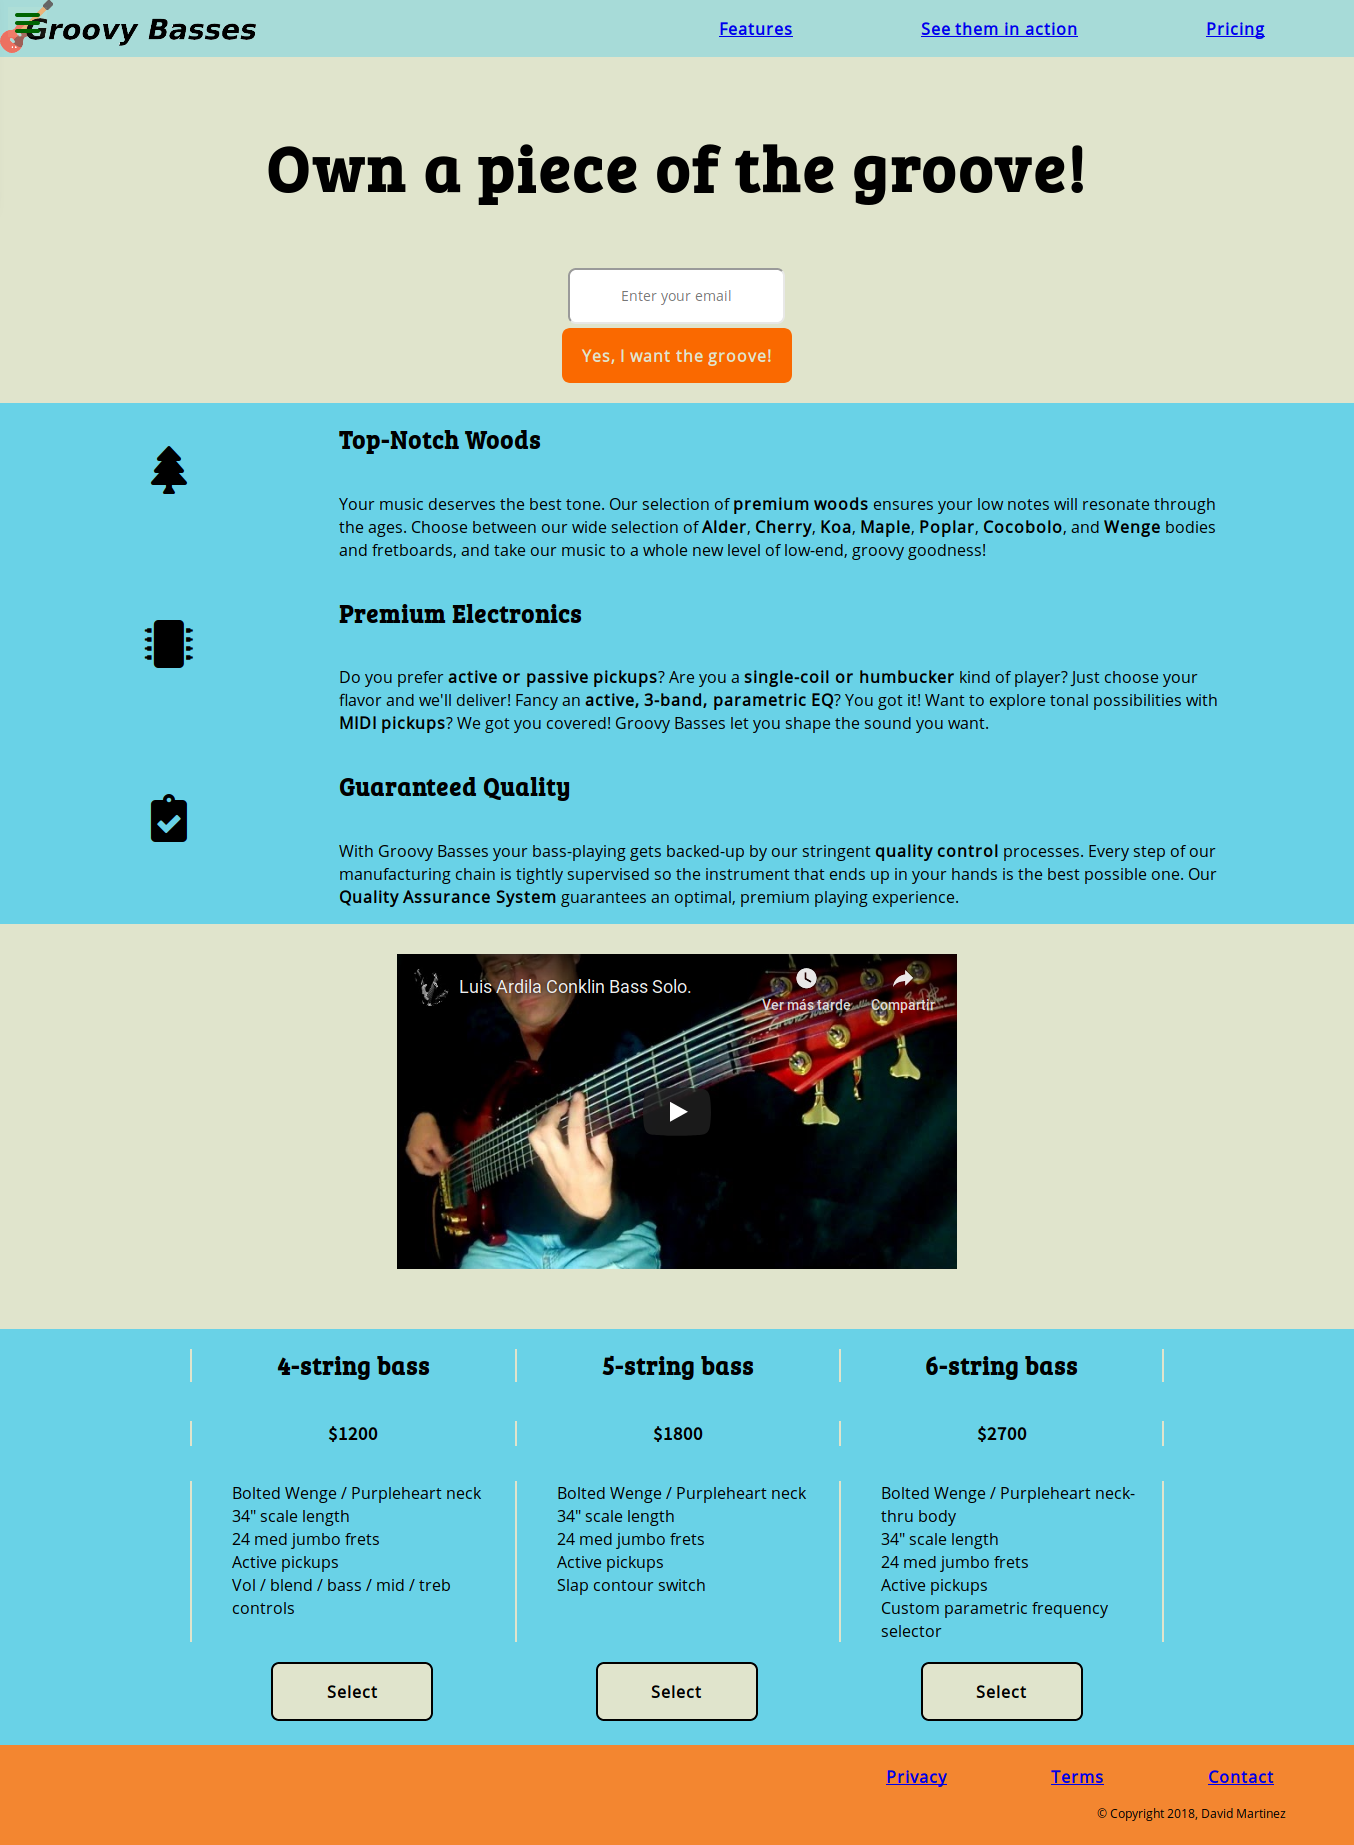 Groovy Basses
Features
See them in action
Pricing
Own a piece of the groove!
Enter your email
Yes, I want the groove!
Top-Notch Woods
Your music deserves the best tone. Our selection of premium woods ensures your low notes will resonate through
the ages. Choose between our wide selection of Alder, Cherry, Koa, Maple, Poplar, Cocobolo, and Wenge bodies
and fretboards, and take our music to a whole new level of low-end, groovy goodness!
Premium Electronics
Do you prefer active or passive pickups? Are you a single-coil or humbucker kind of player? Just choose your
flavor and we'll deliver! Fancy an active, 3-band, parametric EQ? You got it! Want to explore tonal possibilities with
MIDI pickups? We got you covered! Groovy Basses let you shape the sound you want.
Guaranteed Quality
With Groovy Basses your bass-playing gets backed-up by our stringent quality control processes. Every step of our
manufacturing chain is tightly supervised so the instrument that ends up in your hands is the best possible one. Our
Quality Assurance System guarantees an optimal, premium playing experience.
Luis Ardila Conklin Bass Solo.
Ver más tarde
Compartir
4-string bass
$1200
Bolted Wenge / Purpleheart neck
34" scale length
24 med jumbo frets
Active pickups
Vol / blend / bass / mid / treb
controls
Select
5-string bass
$1800
Bolted Wenge / Purpleheart neck
34" scale length
24 med jumbo frets
Active pickups
Slap contour switch
Select
6-string bass
$2700
Bolted Wenge / Purpleheart neck-
thru body
34" scale length
24 med jumbo frets
Active pickups
Custom parametric frequency
selector
Select
Privacy
Terms
Contact
© Copyright 2018, David Martinez